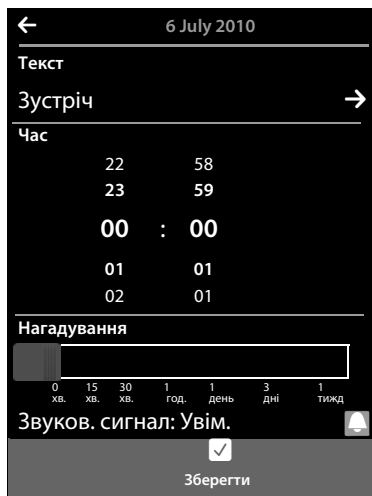 6 July 2010
Текст
Зустріч
Час
22 58
23 59
00 : 00
01 01
02 01
Нагадування
0 15 30 1 1 3 1
хв. хв. хв. год. день дні тижд
Звуков. сигнал: Увім.
Зберегти